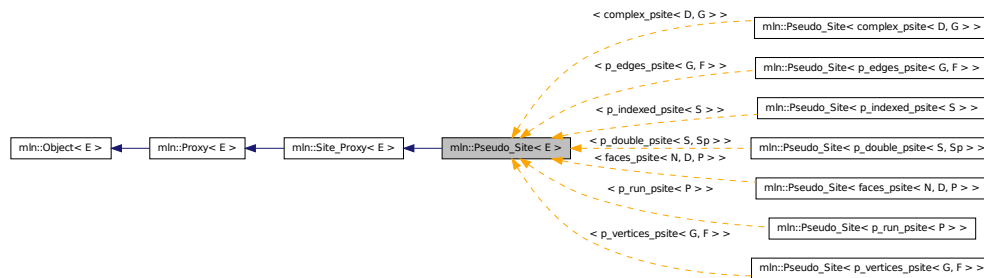 < complex_psite< D, G > >
mln::Pseudo_Site< complex_psite< D, G > >
< p_edges_psite< G, F > >
mln::Pseudo_Site< p_edges_psite< G, F > >
< p_indexed_psite< S > >
mln::Pseudo_Site< p_indexed_psite< S > >
mln::Object< E >
mln::Proxy< E >
mln::Site_Proxy< E >
mln::Pseudo_Site< E >
< p_double_psite< S, Sp > >
mln::Pseudo_Site< p_double_psite< S, Sp > >
< faces_psite< N, D, P > >
mln::Pseudo_Site< faces_psite< N, D, P > >
< p_run_psite< P > >
mln::Pseudo_Site< p_run_psite< P > >
< p_vertices_psite< G, F > >
mln::Pseudo_Site< p_vertices_psite< G, F > >